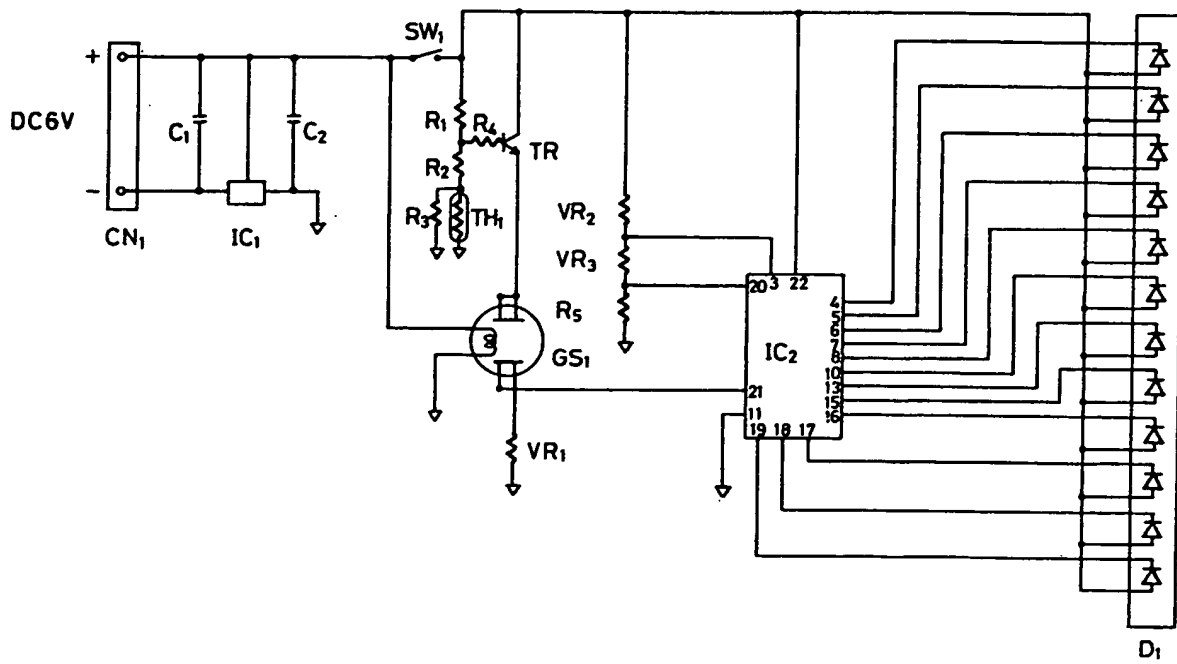 SW₁
+
DC6V
-
CN₁
C₁
IC₁
C₂
R₁
R₄
TR
R₂
R₃
TH₁
GS₁
VR₁
VR₂
VR₃
R₅
20
3
22
IC₂
21
11
19
18
17
4
5
6
7
8
10
13
15
16
D₁